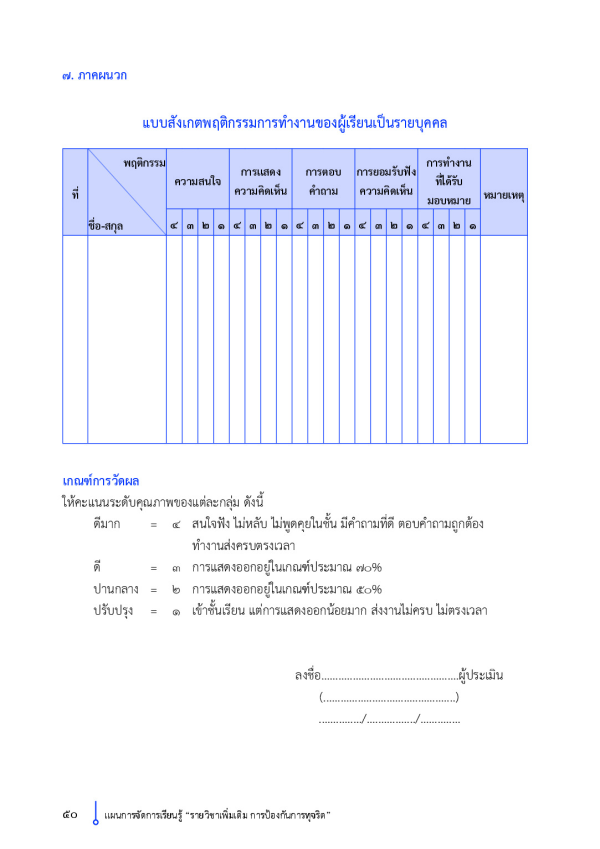 ๗. ภาคผนวก
แบบสังเกตพฤติกรรมการทำงานของผู้เรียนเป็นรายบุคคล
ที่
พฤติกรรม
ชื่อ-สกุล
ความสนใจ
การแสดง
ความคิดเห็น
การตอบ
คำถาม
การยอมรับฟัง
ความคิดเห็น
การทำงาน
ที่ได้รับ
มอบหมาย
หมายเหตุ
๔ ๓ ๒ ๑ ๔ ๓ ๒ ๑ ๔ ๓ ๒ ๑ ๔ ๓ ๒ ๑ ๔ ๓ ๒ ๑
เกณฑ์การวัดผล
ให้คะแนนระดับคุณภาพของแต่ละกลุ่ม ดังนี้
ดีมาก = ๔ สนใจฟัง ไม่หลับ ไม่พูดคุยในชั้น มีคำถามที่ดี ตอบคำถามถูกต้อง
ทำงานส่งครบตรงเวลา
ดี = ๓ การแสดงออกอยู่ในเกณฑ์ประมาณ ๗๐%
ปานกลาง = ๒ การแสดงออกอยู่ในเกณฑ์ประมาณ ๕๐%
ปรับปรุง = ๑ เข้าชั้นเรียน แต่การแสดงออกน้อยมาก ส่งงานไม่ครบ ไม่ตรงเวลา
ลงชื่อ................................................ผู้ประเมิน
(..............................................)
.............../................./..............
๕๐ แผนการจัดการเรียนรู้ "รายวิชาเพิ่มเติม การป้องกันการทุจริต"